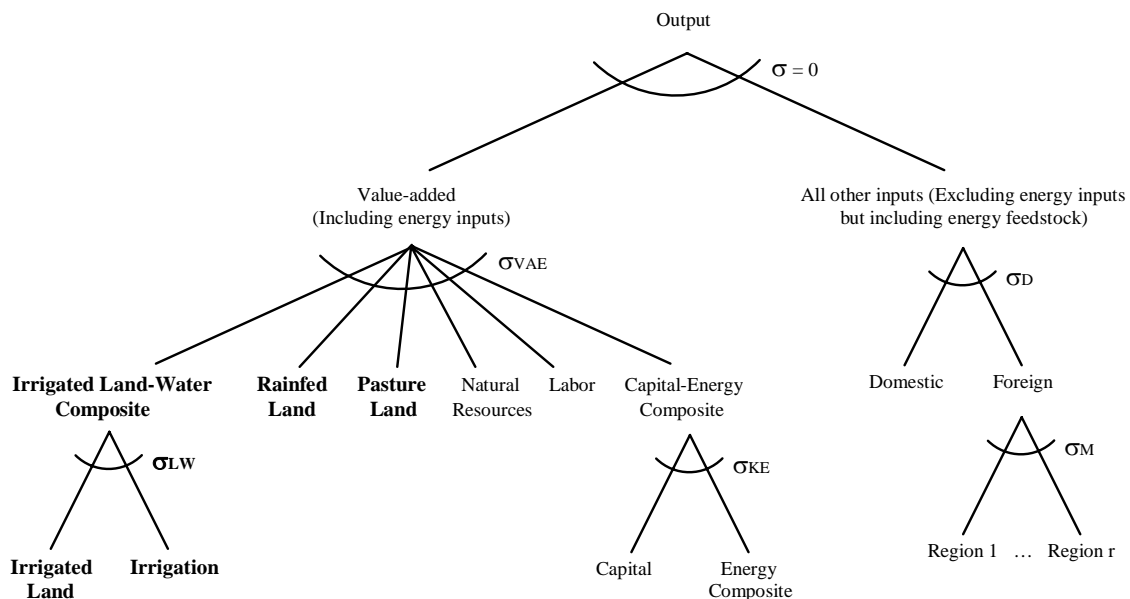 Output
σ = 0
Value-added
(Including energy inputs)
All other inputs (Excluding energy inputs
but including energy feedstock)
σVAE
σD
Irrigated Land-Water
Composite
Rainfed
Land
Pasture
Land
Natural
Resources
Labor
Capital-Energy
Composite
Domestic
Foreign
σLW
σKE
σM
Irrigated
Land
Irrigation
Capital
Energy
Composite
Region 1 … Region r